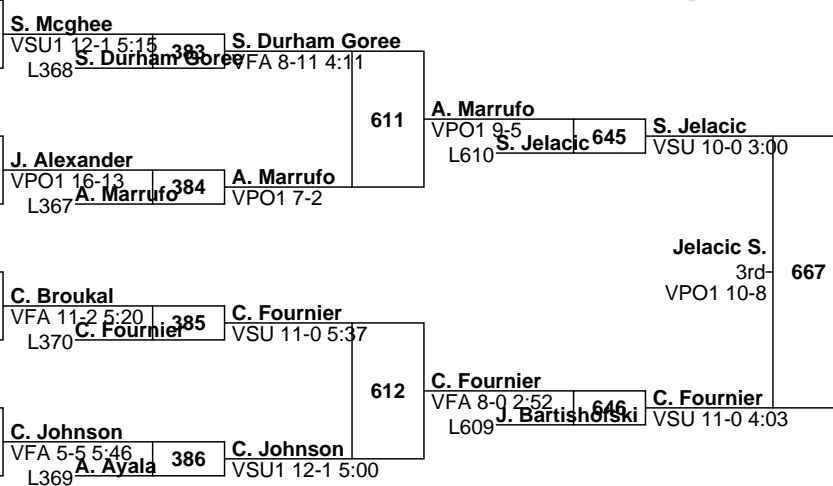 S. Mcghee
VSU1 12-1 5:15
L368
S. Durham Goree
383
S. Durham Goree
VFA 8-11 4:11
611
J. Alexander
VPO1 16-13
L367
A. Marrufo
384
A. Marrufo
VPO1 7-2
A. Marrufo
VPO1 9-5
L610
S. Jelacic
645
S. Jelacic
VSU 10-0 3:00
Jelacic S.
3rd
VPO1 10-8
667
C. Broukal
VFA 11-2 5:20
L370
C. Fournier
385
C. Fournier
VSU 11-0 5:37
612
C. Johnson
VFA 5-5 5:46
L369
A. Ayala
386
C. Johnson
VSU1 12-1 5:00
C. Fournier
VFA 8-0 2:52
L609
J. Bartishofski
646
C. Fournier
VSU 11-0 4:03